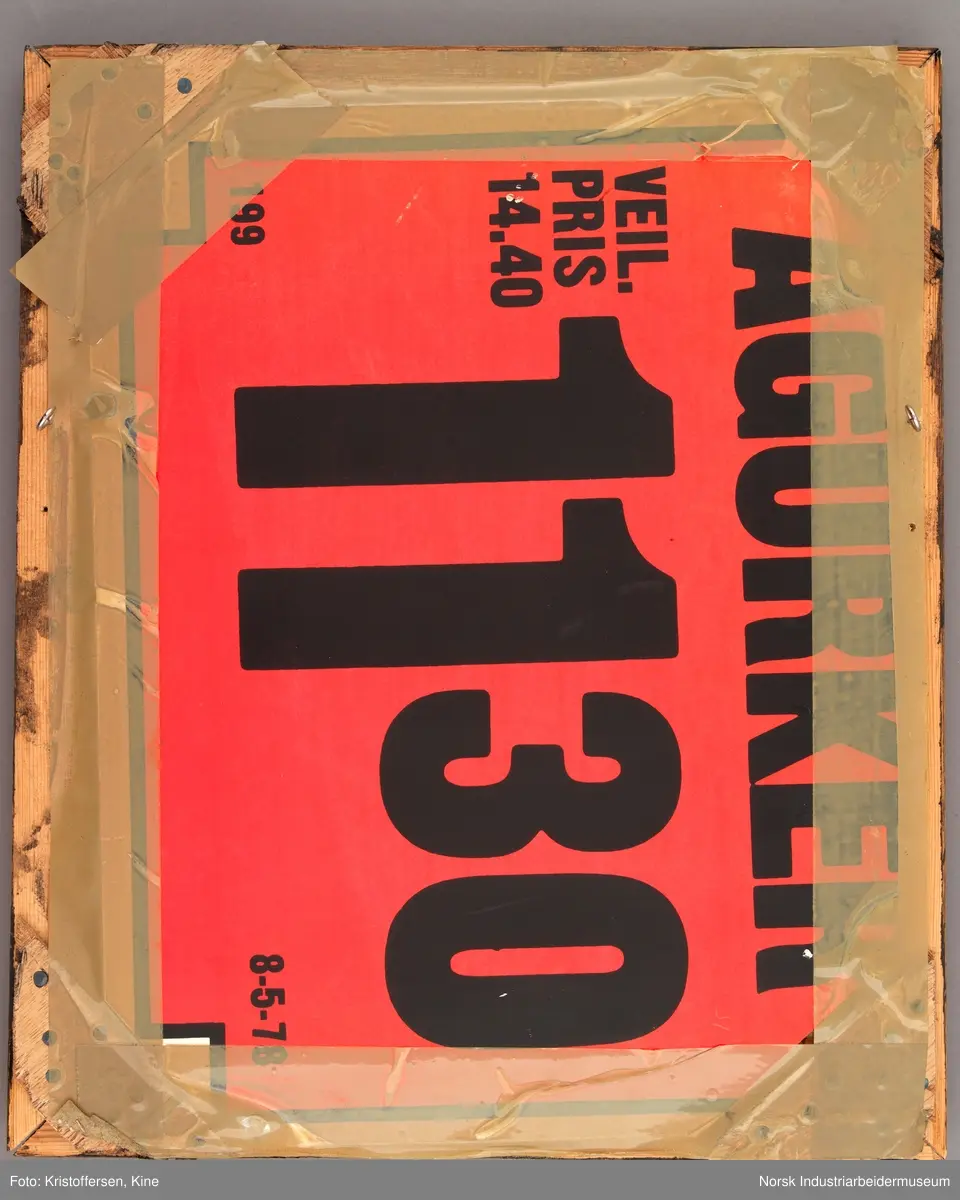 AGURKER
VEIL.
PRIS
14.40
11 30
199
8-5-78
Foto: Kristoffersen, Kine
Norsk Industriarbeidermuseum